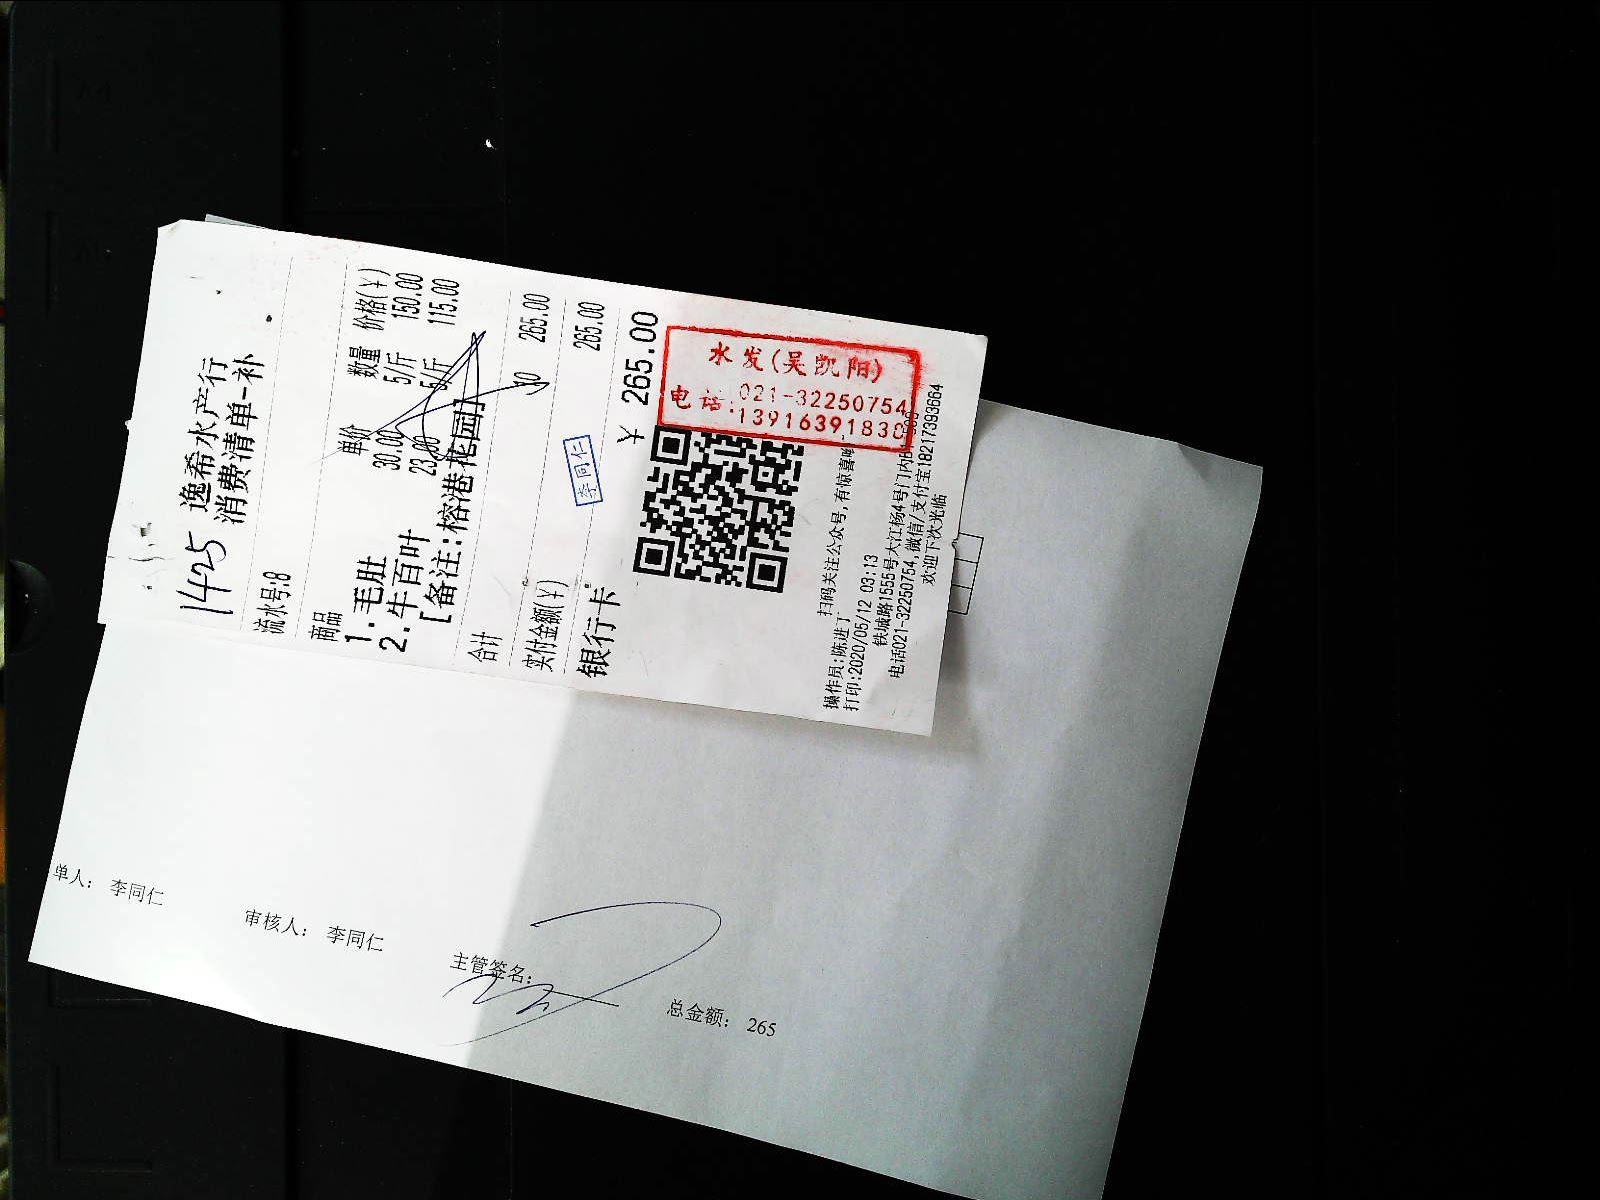 1425
逸希水产行
消费清单-补
流水号:8
商品 单价 数量 价格(¥)
1.毛肚 30.00 5/斤 150.00
2.牛百叶 23.00 5/斤 115.00
[备注:榕港花园]
合计 10 265.00
实付金额(¥) 265.00
银行卡 ¥ 265.00
李同仁
水发(吴凯阳)
电话:021-32250754
13916391830
扫码关注公众号,有惊喜
操作员:陈进丁
打印:2020/05/12 03:13
铁城路1555号大江杨4号门内
电话021-32250754,微信/支付宝18217393664
欢迎下次光临
单人: 李同仁
审核人: 李同仁
主管签名:
总金额: 265